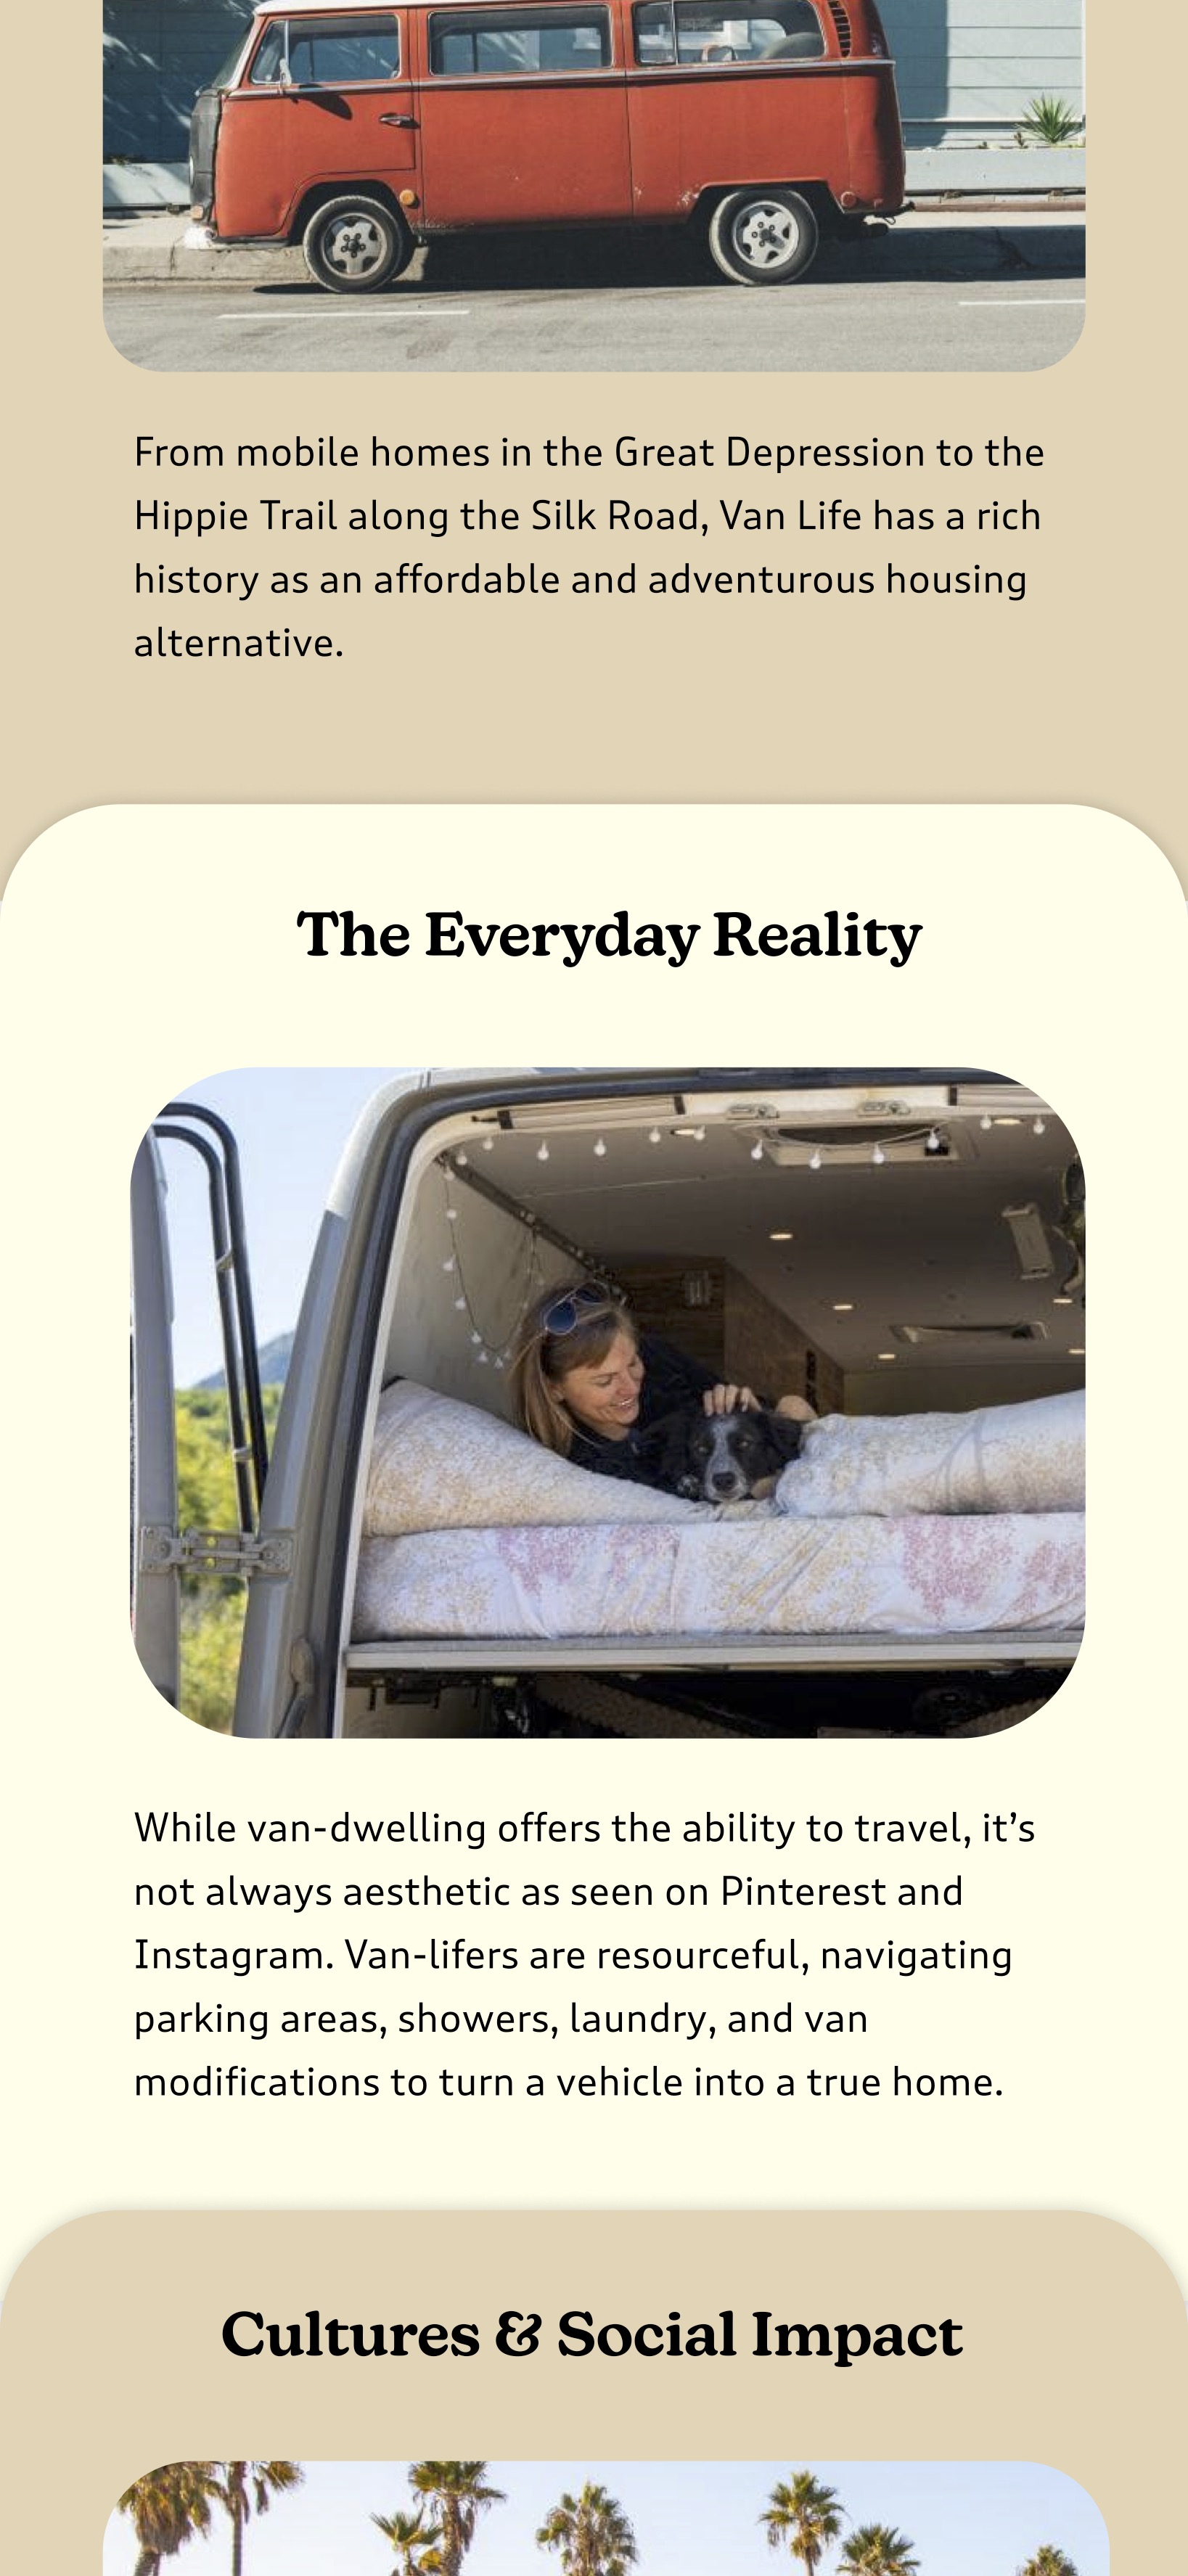 From mobile homes in the Great Depression to the
Hippie Trail along the Silk Road, Van Life has a rich
history as an affordable and adventurous housing
alternative.
The Everyday Reality
While van-dwelling offers the ability to travel, it’s
not always aesthetic as seen on Pinterest and
Instagram. Van-lifers are resourceful, navigating
parking areas, showers, laundry, and van
modifications to turn a vehicle into a true home.
Cultures & Social Impact